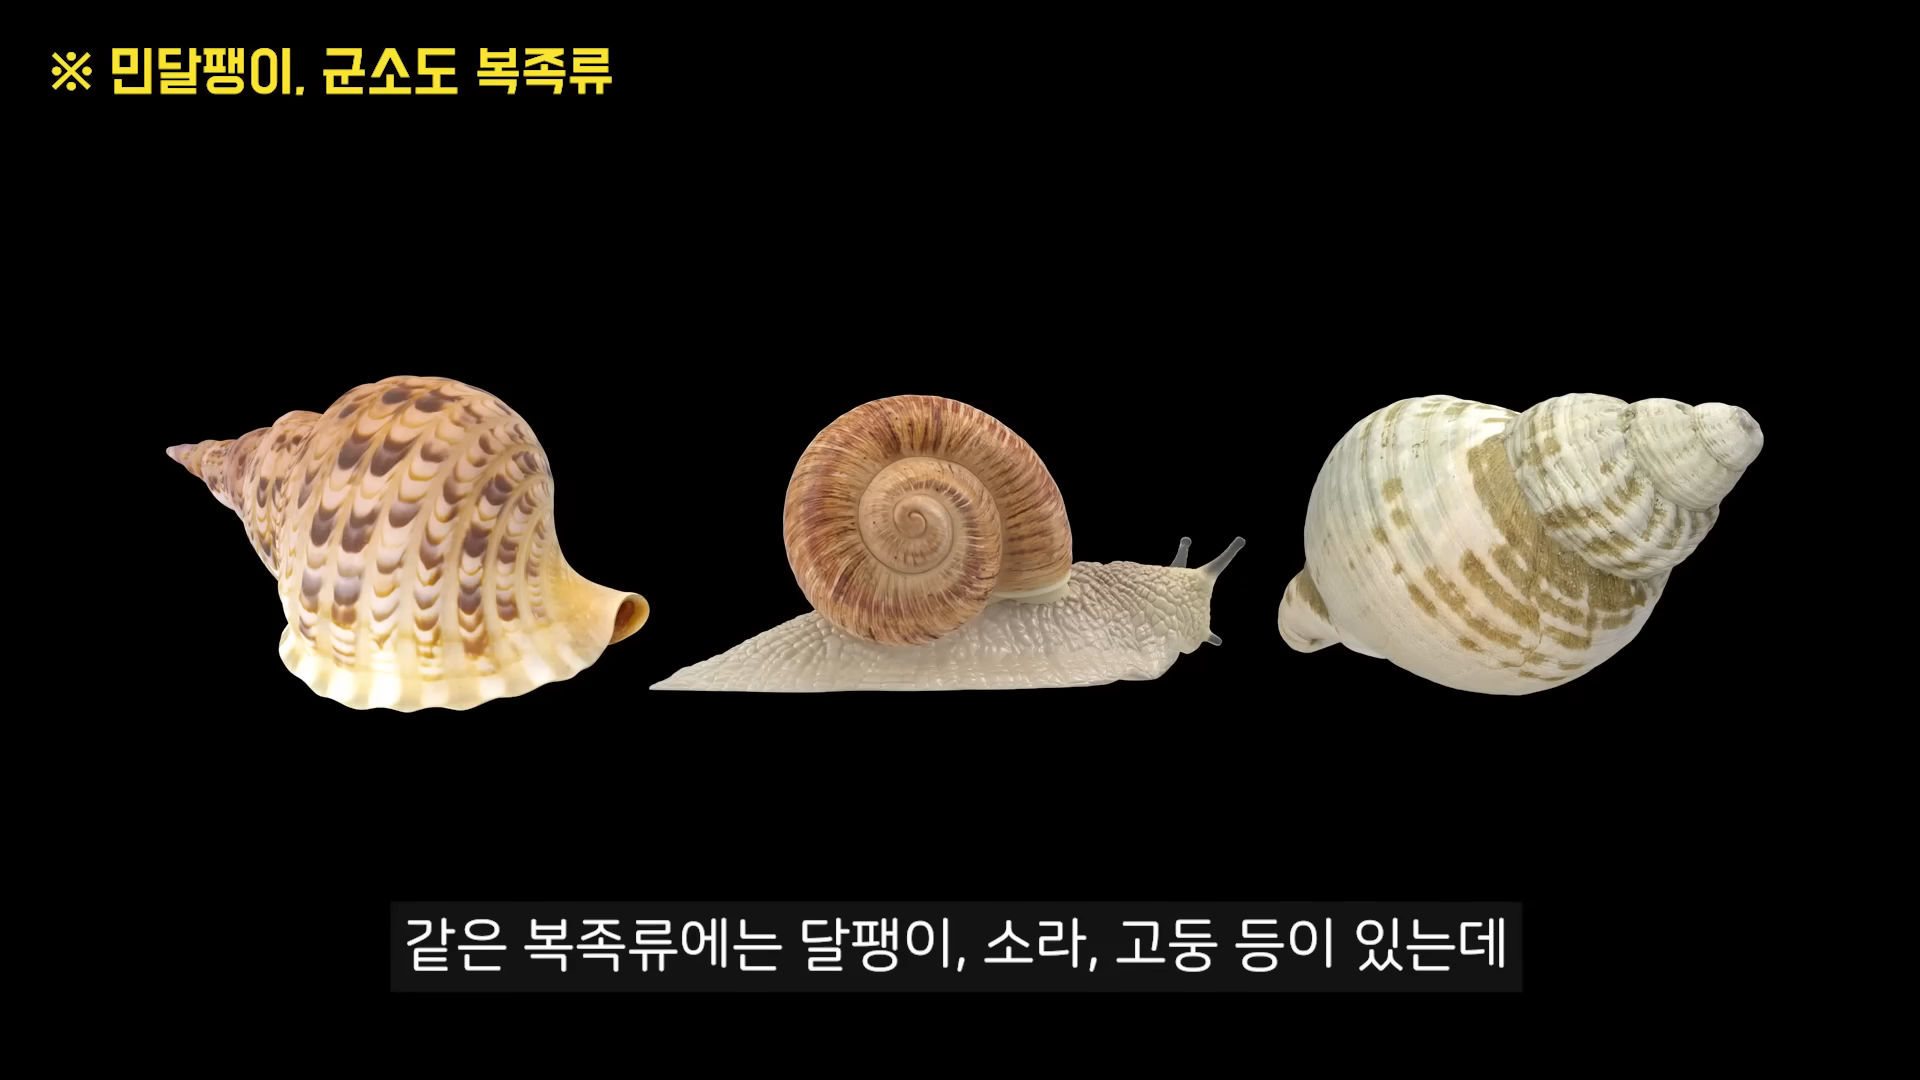 ※ 민달팽이, 군소도 복족류
같은 복족류에는 달팽이, 소라, 고둥 등이 있는데